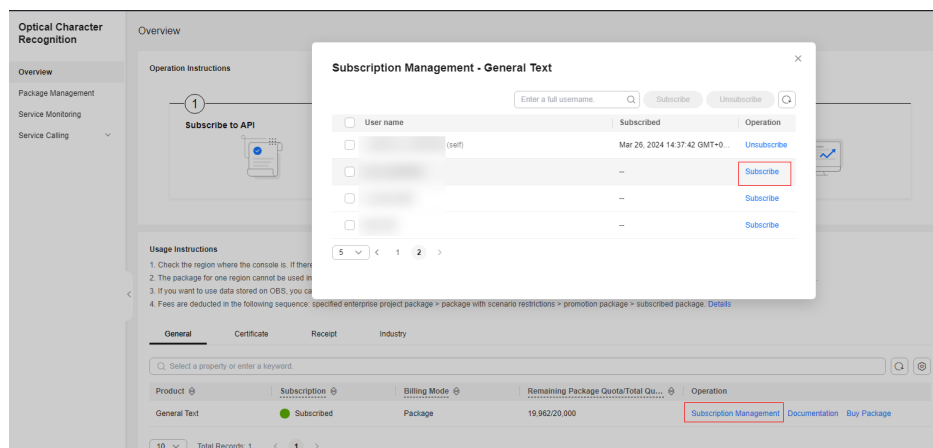 Optical Character
Recognition
Overview
Package Management
Service Monitoring
Service Calling
Overview
Operation Instructions
1
Subscribe to API
Subscription Management - General Text
Enter a full username.
Subscribe
Unsubscribe
User name
Subscribed
Operation
(self)
Mar 26, 2024 14:37:42 GMT+0...
Unsubscribe
--
Subscribe
--
Subscribe
--
Subscribe
5
1
2
Usage Instructions
1. Check the region where the console is. If there
2. The package for one region cannot be used in
3. If you want to use data stored on OBS, you ca
4. Fees are deducted in the following sequence: specified enterprise project package > package with scenario restrictions > promotion package > subscribed package. Details
General
Certificate
Receipt
Industry
Select a property or enter a keyword.
Product
Subscription
Billing Mode
Remaining Package Quota/Total Qu...
Operation
General Text
Subscribed
Package
19,962/20,000
Subscription Management
Documentation
Buy Package
10
Total Records: 1
1